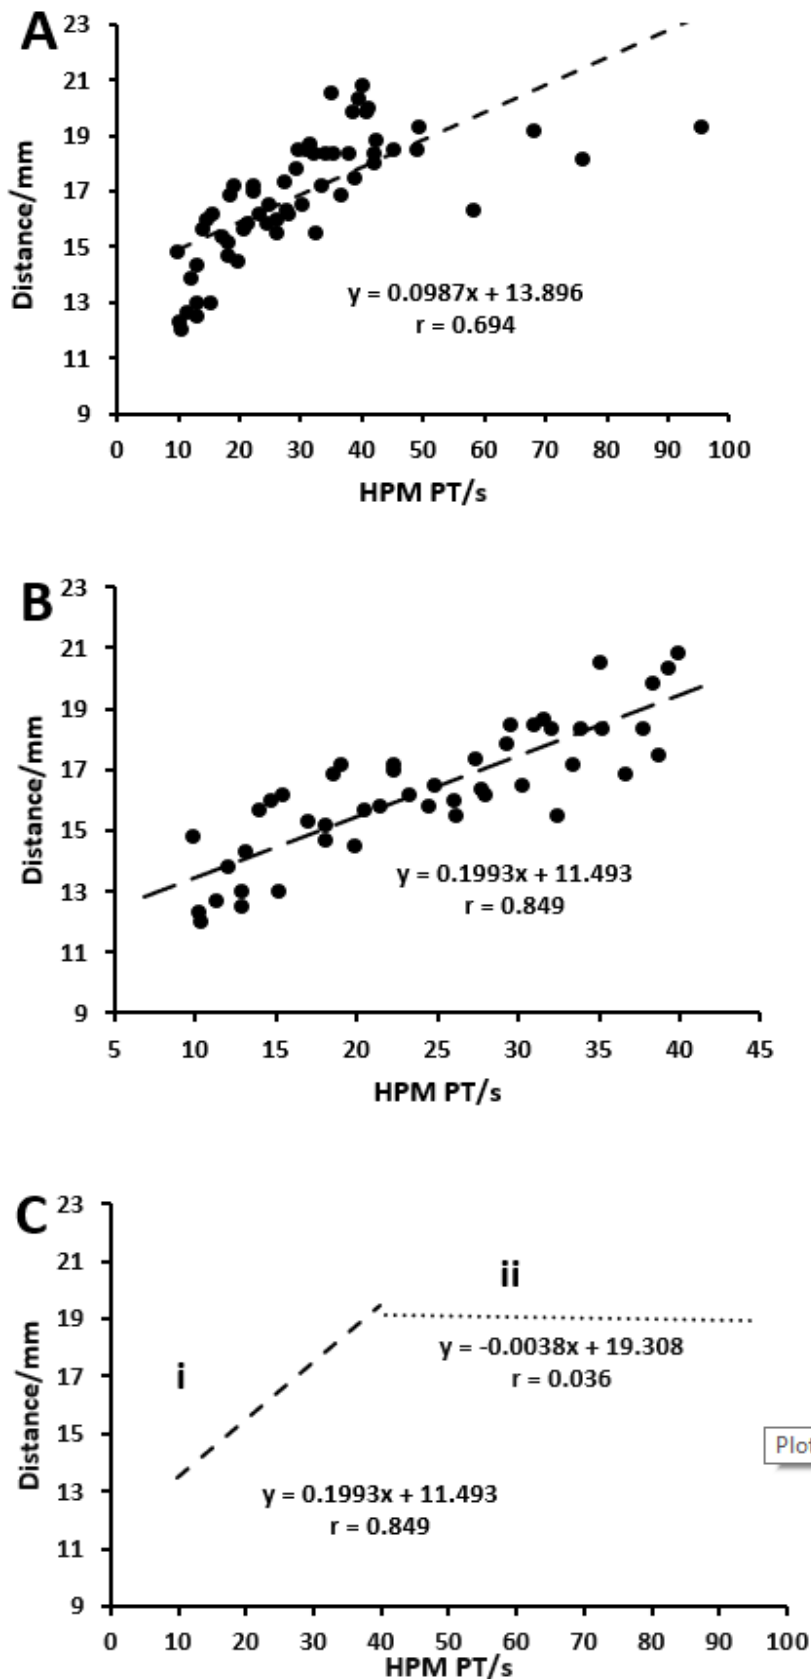 A
23
21
19
17
15
13
11
9
Distance/mm
y = 0.0987x + 13.896
r = 0.694
0 10 20 30 40 50 60 70 80 90 100
HPM PT/s
B
23
21
19
17
15
13
11
9
Distance/mm
y = 0.1993x + 11.493
r = 0.849
5 10 15 20 25 30 35 40 45
HPM PT/s
C
23
21
19
17
15
13
11
9
Distance/mm
i
ii
y = -0.0038x + 19.308
r = 0.036
Plot
y = 0.1993x + 11.493
r = 0.849
0 10 20 30 40 50 60 70 80 90 100
HPM PT/s